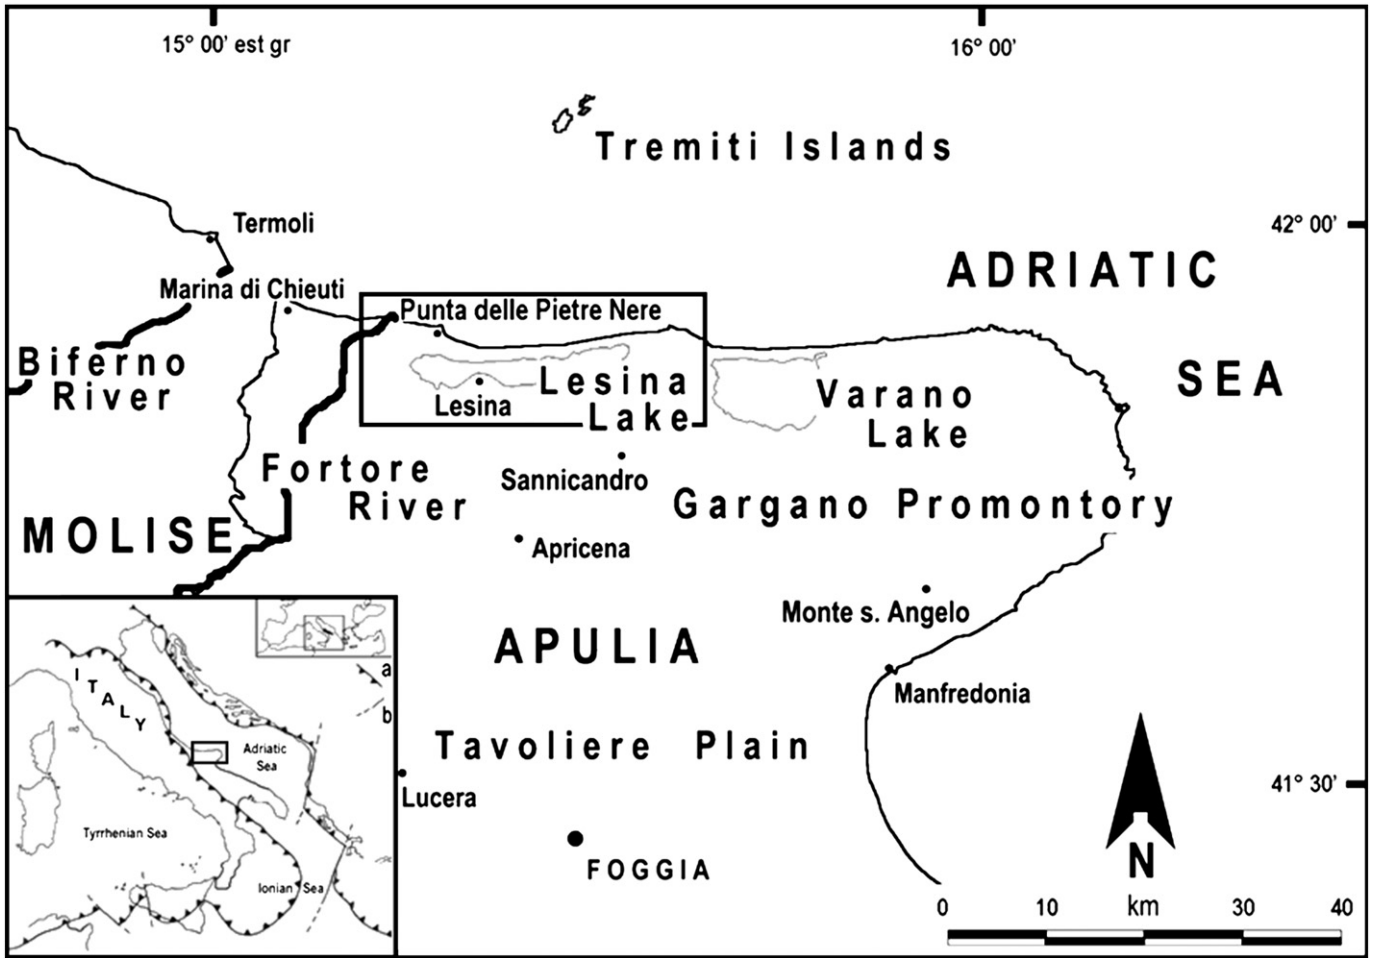 15° 00' est gr
16° 00'
Tremiti Islands
Termoli
42° 00'
ADRIATIC
SEA
Marina di Chieuti
Punta delle Pietre Nere
Biferno
River
Lesina
Lake
Lesina
Varano
Lake
Fortore
River
Sannicandro
Gargano Promontory
MOLISE
Apricena
Monte s. Angelo
APULIA
Manfredonia
Tavoliere Plain
41° 30'
Lucera
FOGGIA
N
0 10 km 30 40
ITALY
a
b
Adriatic
Sea
Tyrrhenian Sea
Ionian Sea